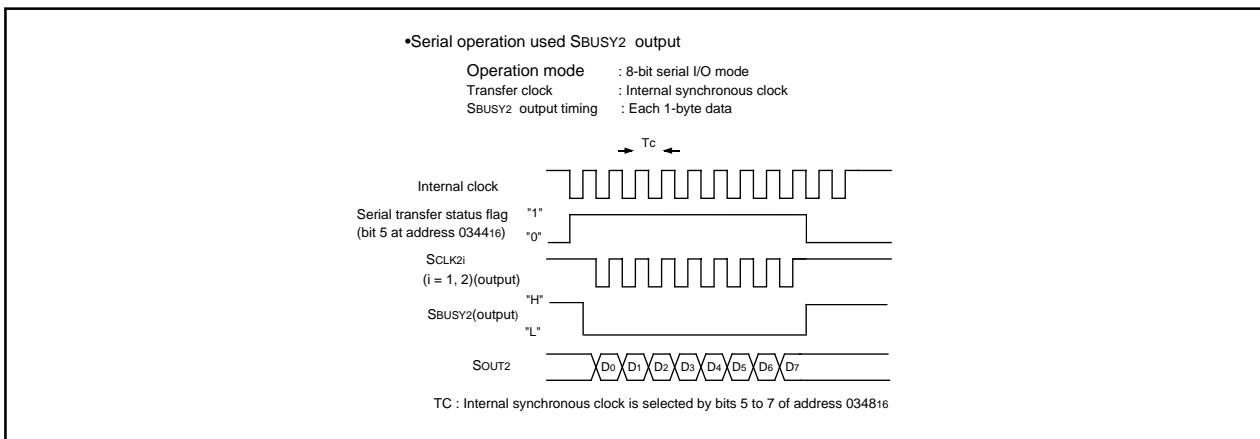 •Serial operation used SBUSY2 output
Operation mode : 8-bit serial I/O mode
Transfer clock : Internal synchronous clock
SBUSY2 output timing : Each 1-byte data
Tc
Internal clock
Serial transfer status flag "1"
(bit 5 at address 034416) "0"
SCLK2i
(i = 1, 2)(output)
"H"
SBUSY2(output)
"L"
SOUT2 D0 D1 D2 D3 D4 D5 D6 D7
TC : Internal synchronous clock is selected by bits 5 to 7 of address 034816